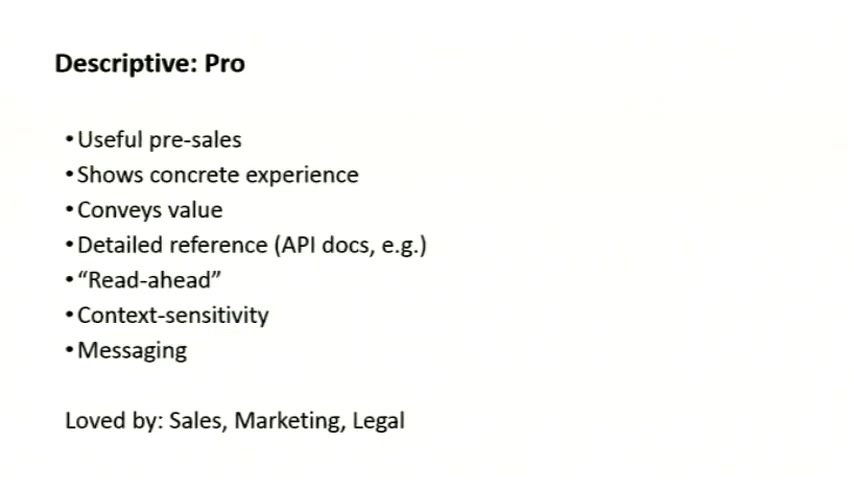 Descriptive: Pro
•Useful pre-sales
•Shows concrete experience
•Conveys value
•Detailed reference (API docs, e.g.)
•“Read-ahead”
•Context-sensitivity
•Messaging
Loved by: Sales, Marketing, Legal